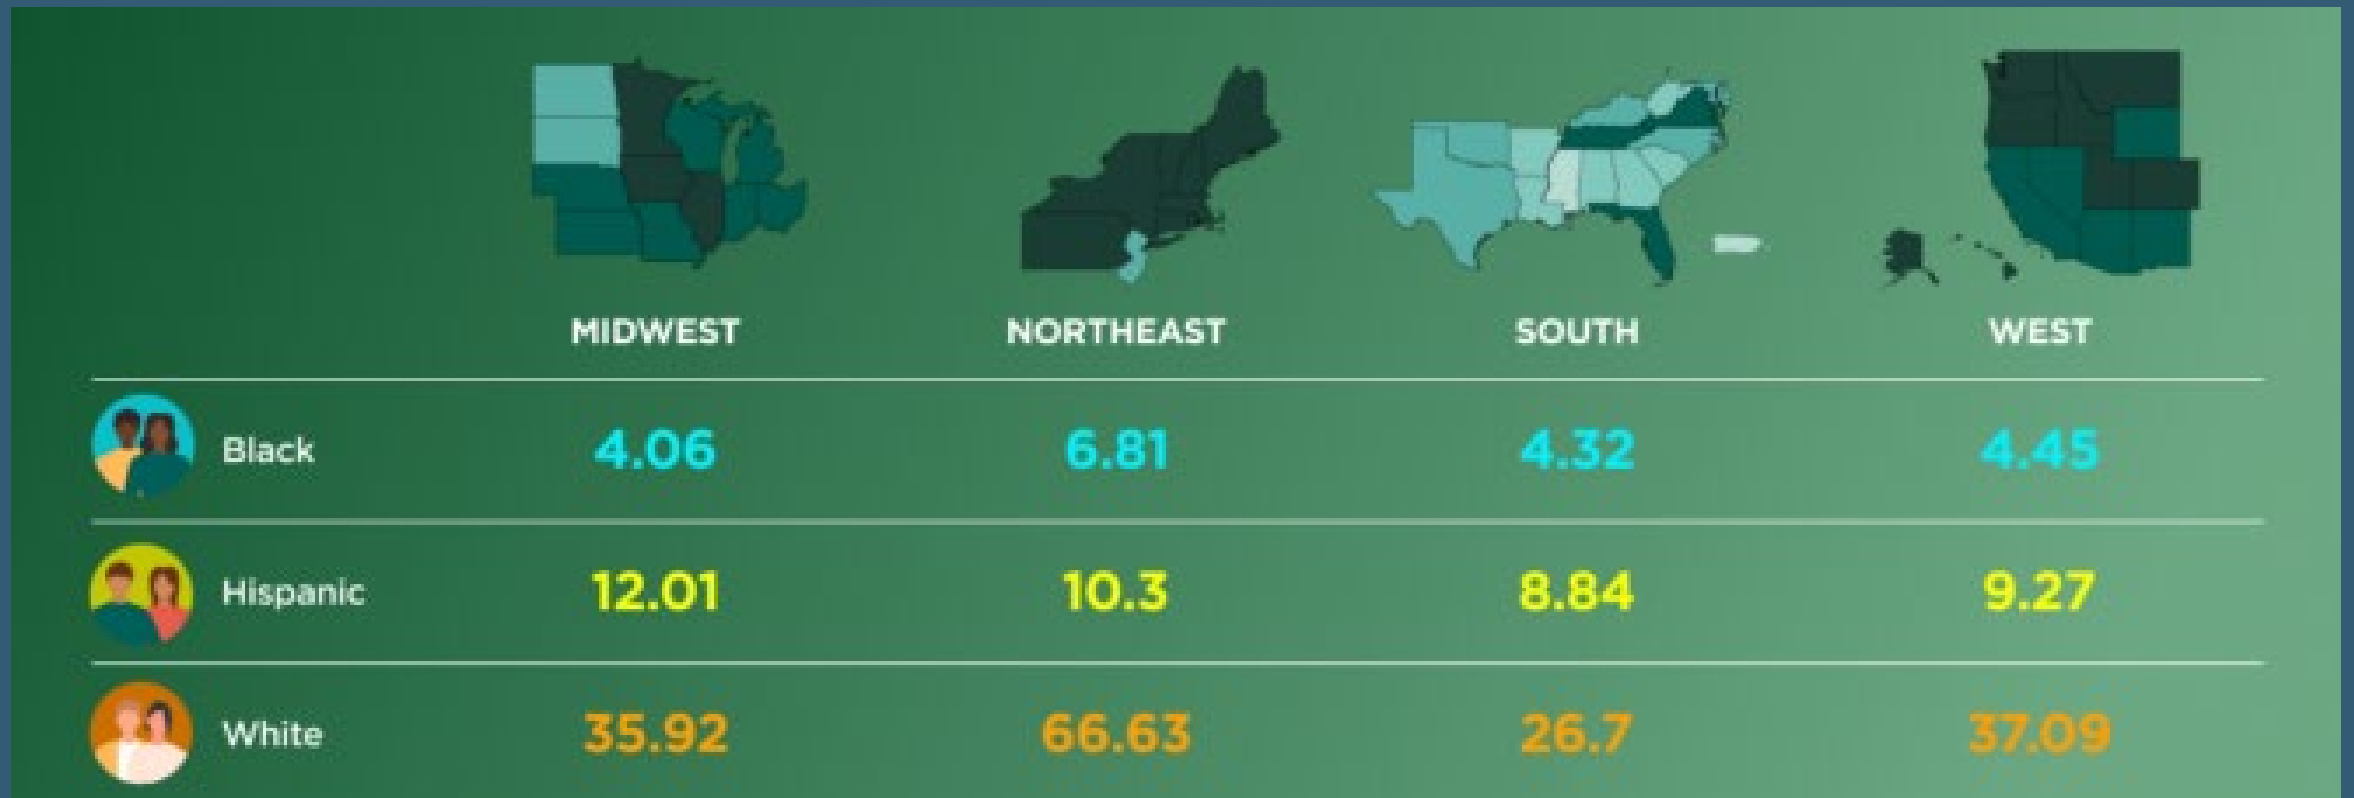 MIDWEST NORTHEAST SOUTH WEST
Black 4.06 6.81 4.32 4.45
Hispanic 12.01 10.3 8.84 9.27
White 35.92 66.63 26.7 37.09